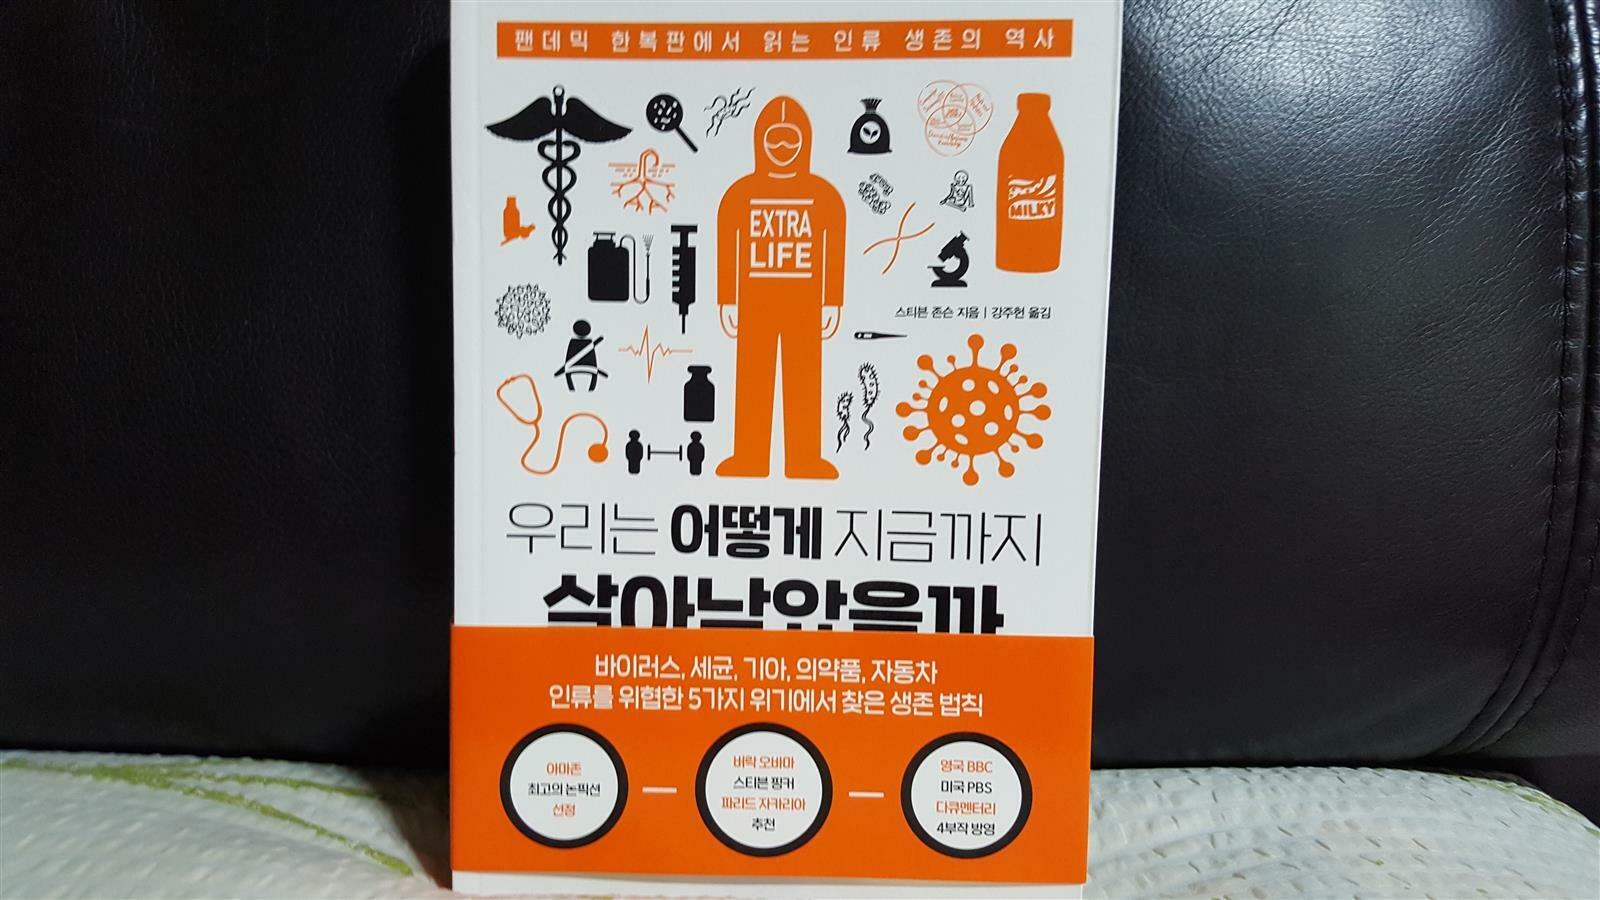 팬데믹 한복판에서 읽는 인류 생존의 역사
EXTRA
LIFE
MILKY
스티븐 존슨 지음 | 강주헌 옮김
우리는 어떻게 지금까지
살아남았을까
바이러스, 세균, 기아, 의약품, 자동차
인류를 위협한 5가지 위기에서 찾은 생존 법칙
아마존
최고의 논픽션
선정
버락 오바마
스티븐 핑커
파리드 자카리아
추천
영국 BBC
미국 PBS
다큐멘터리
4부작 방영